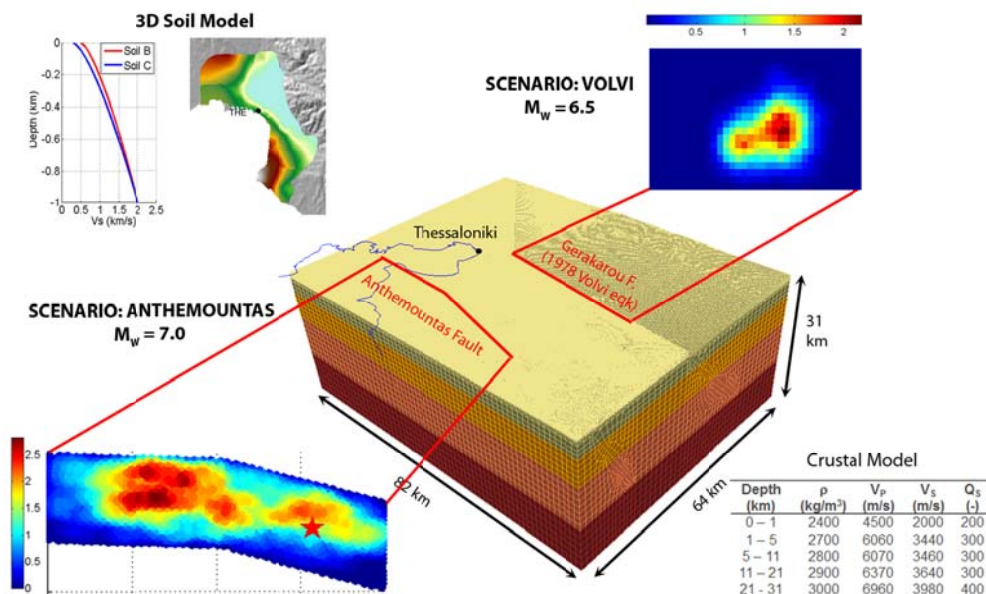 3D Soil Model
0
-0.2
-0.4
-0.6
-0.8
-1
Depth (km)
Soil B
Soil C
0 0.5 1 1.5 2 2.5
Vs (km/s)
THE
0.5 1 1.5 2
SCENARIO: VOLVI
Mw = 6.5
Thessaloniki
Gerakarou F.
(1978 Volvi eqk)
SCENARIO: ANTHEMOUNTAS
Mw = 7.0
Anthemountas Fault
31
km
82 km
64 km
2.5
2
1.5
1
0.5
0
Crustal Model
Depth ρ VP VS QS
(km) (kg/m³) (m/s) (m/s) (-)
0 – 1 2400 4500 2000 200
1 – 5 2700 6060 3440 300
5 – 11 2800 6070 3460 300
11 – 21 2900 6370 3640 300
21 - 31 3000 6960 3980 400